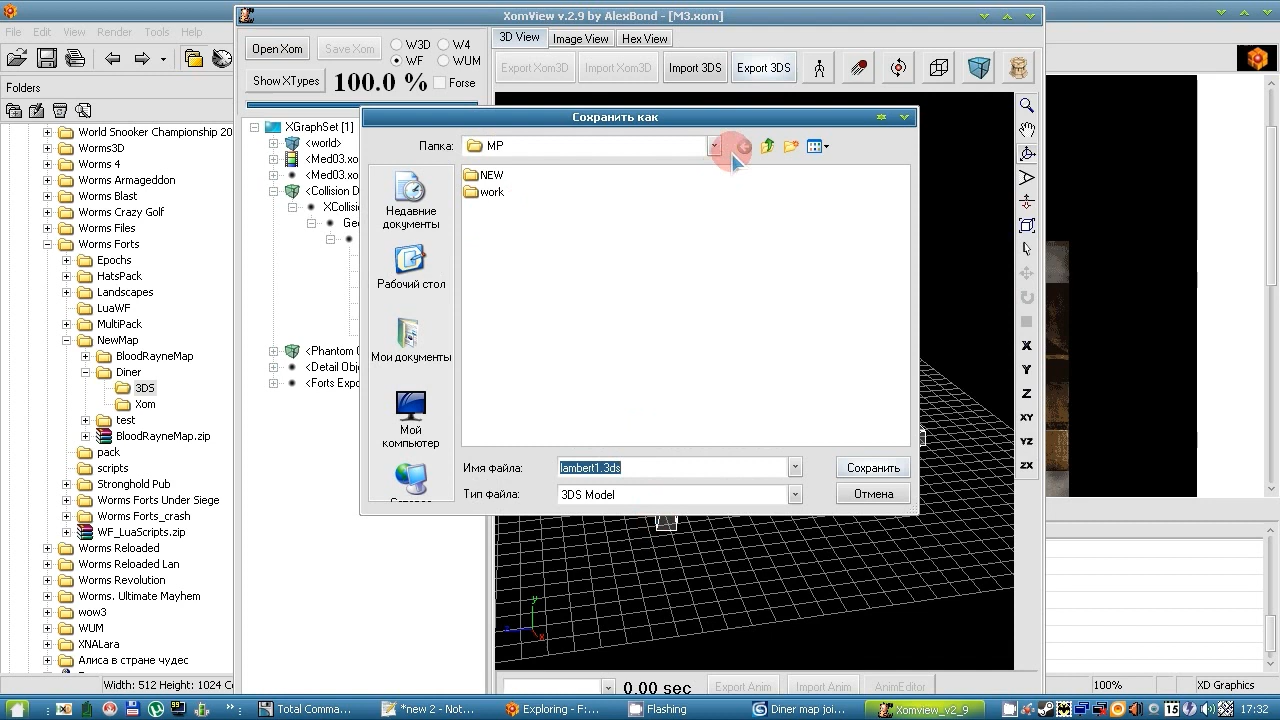 XomView v.2.9 by AlexBond - [M3.xom]
File Edit View Render Tools Help
Folders
World Snooker Championship 20
Worms3D
Worms 4
Worms Armageddon
Worms Blast
Worms Crazy Golf
Worms Files
Worms Forts
Epochs
HatsPack
Landscapes
LuaWF
MultiPack
NewMap
BloodRayneMap
Diner
3DS
Xom
test
BloodRayneMap.zip
pack
scripts
Stronghold Pub
Worms Forts Under Siege
Worms Forts_crash
WF_LuaScripts.zip
Worms Reloaded
Worms Reloaded Lan
Worms Revolution
Worms. Ultimate Mayhem
wow3
WUM
XNALara
Алиса в стране чудес
Width: 512 Height: 1024 Co
Open Xom
Save Xom
W3D
W4
WF
WUM
Show XTypes
100.0 %
Forse
3D View
Image View
Hex View
Export Xom3D
Import Xom3D
Import 3DS
Export 3DS
XGraphSet [1]
<world>
<Med03.xo
<Med03.xo
<Collision D
XCollisi
Geo
<Phantom C
<Detail Obj
<Forts Expo
Сохранить как
Папка:
MP
NEW
work
Недавние документы
Рабочий стол
Мои документы
Мой компьютер
Имя файла:
lambert1.3ds
Сохранить
Тип файла:
3DS Model
Отмена
X
Y
Z
XY
YZ
ZX
y
x
0.00 sec
Export Anim
Import Anim
AnimEditor
100%
XD Graphics
Total Comma...
*new 2 - Not...
Exploring - F:...
Flashing
Diner map joi...
Xomview_v2_9
15
17:32